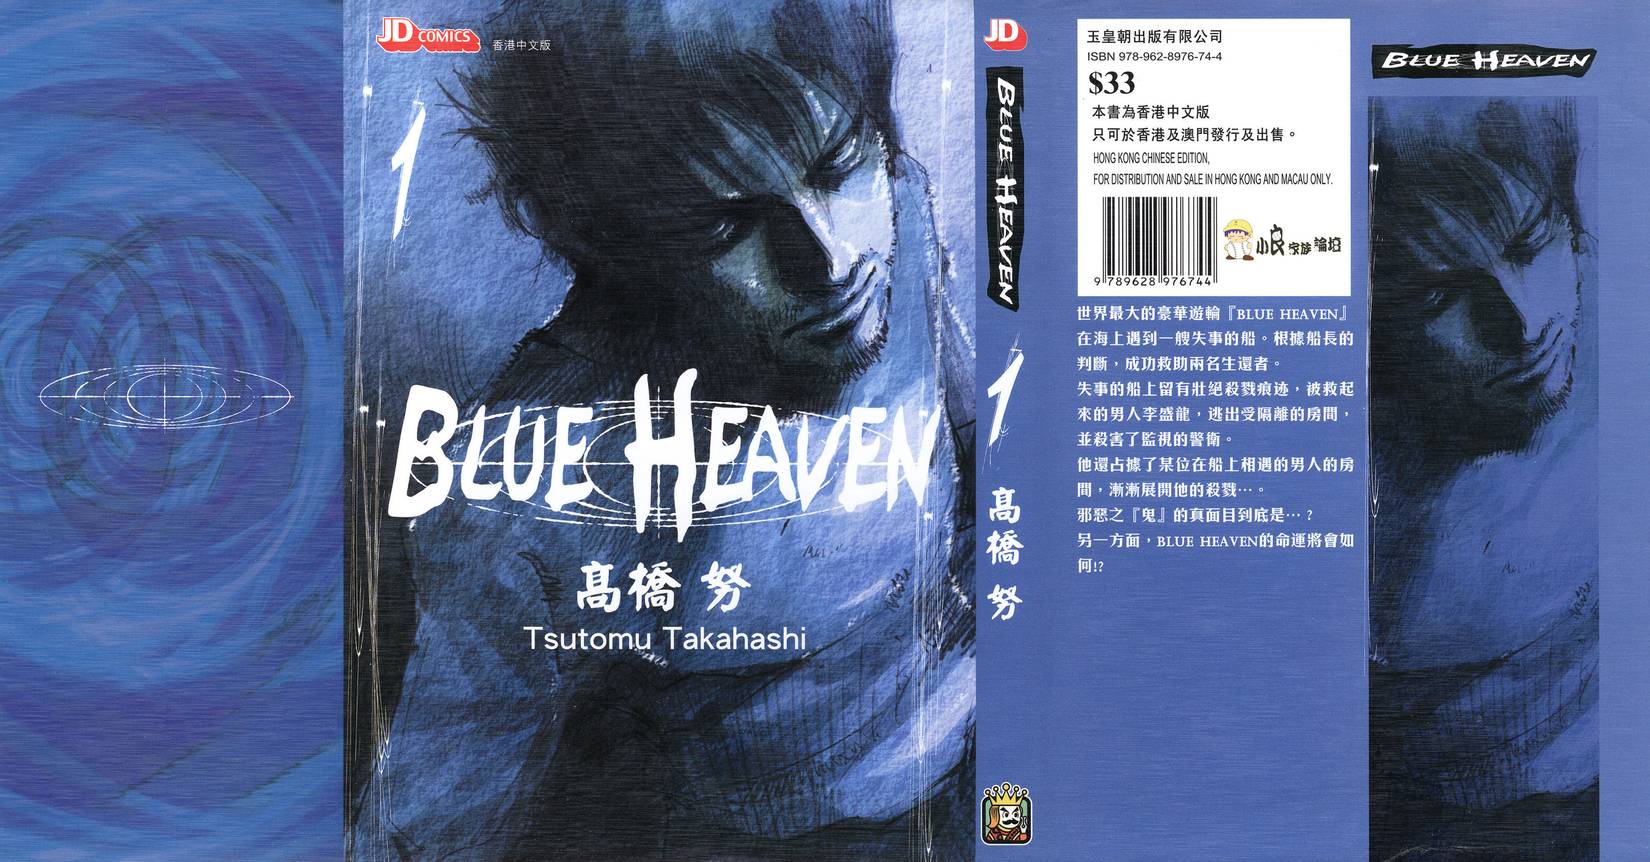 JD COMICS
香港中文版
1
BLUE HEAVEN
髙橋 努
Tsutomu Takahashi
JD
BLUE HEAVEN
1
髙橋 努
玉皇朝出版有限公司
ISBN 978-962-8976-74-4
$33
本書為香港中文版
只可於香港及澳門發行及出售。
HONG KONG CHINESE EDITION,
FOR DISTRIBUTION AND SALE IN HONG KONG AND MACAU ONLY.
小良家族論壇
9 789628 976744
世界最大的豪華遊輪『BLUE HEAVEN』
在海上遇到一艘失事的船。根據船長的
判斷，成功救助兩名生還者。
失事的船上留有壯絕殺戮痕迹，被救起
來的男人李盛龍，逃出受隔離的房間，
並殺害了監視的警衛。
他還占據了某位在船上相遇的男人的房
間，漸漸展開他的殺戮…。
邪惡之『鬼』的真面目到底是…？
另一方面，BLUE HEAVEN的命運將會如
何!?
BLUE HEAVEN